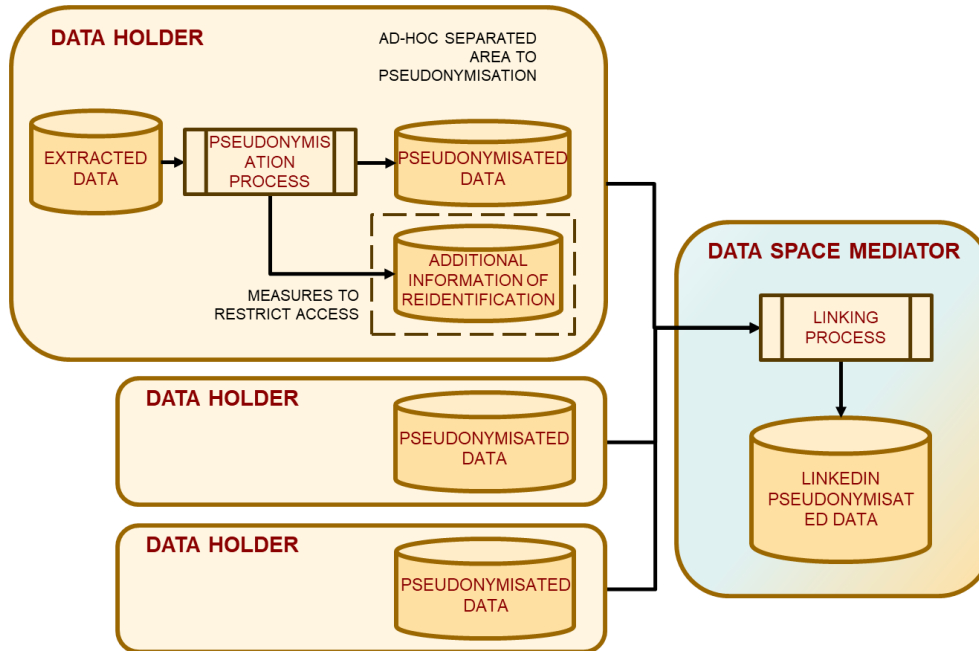 DATA HOLDER
AD-HOC SEPARATED
AREA TO
PSEUDONYMISATION
EXTRACTED
DATA
PSEUDONYMIS
ATION
PROCESS
PSEUDONYMISATED
DATA
ADDITIONAL
INFORMATION OF
REIDENTIFICATION
MEASURES TO
RESTRICT ACCESS
DATA HOLDER
PSEUDONYMISATED
DATA
DATA HOLDER
PSEUDONYMISATED
DATA
DATA SPACE MEDIATOR
LINKING
PROCESS
LINKEDIN
PSEUDONYMISAT
ED DATA